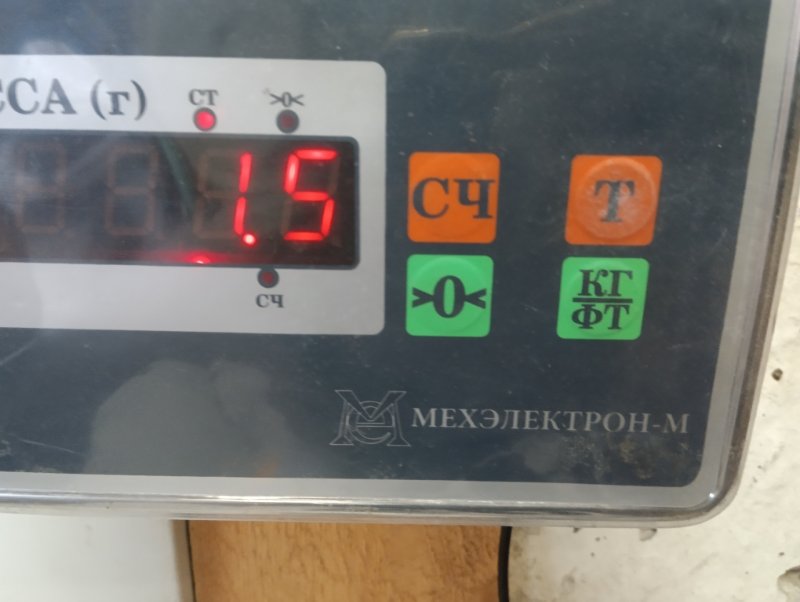 ССА (г)
СТ >0<
1.5
СЧ
СЧ Т
>0< КГ
ФТ
МЕХЭЛЕКТРОН-М